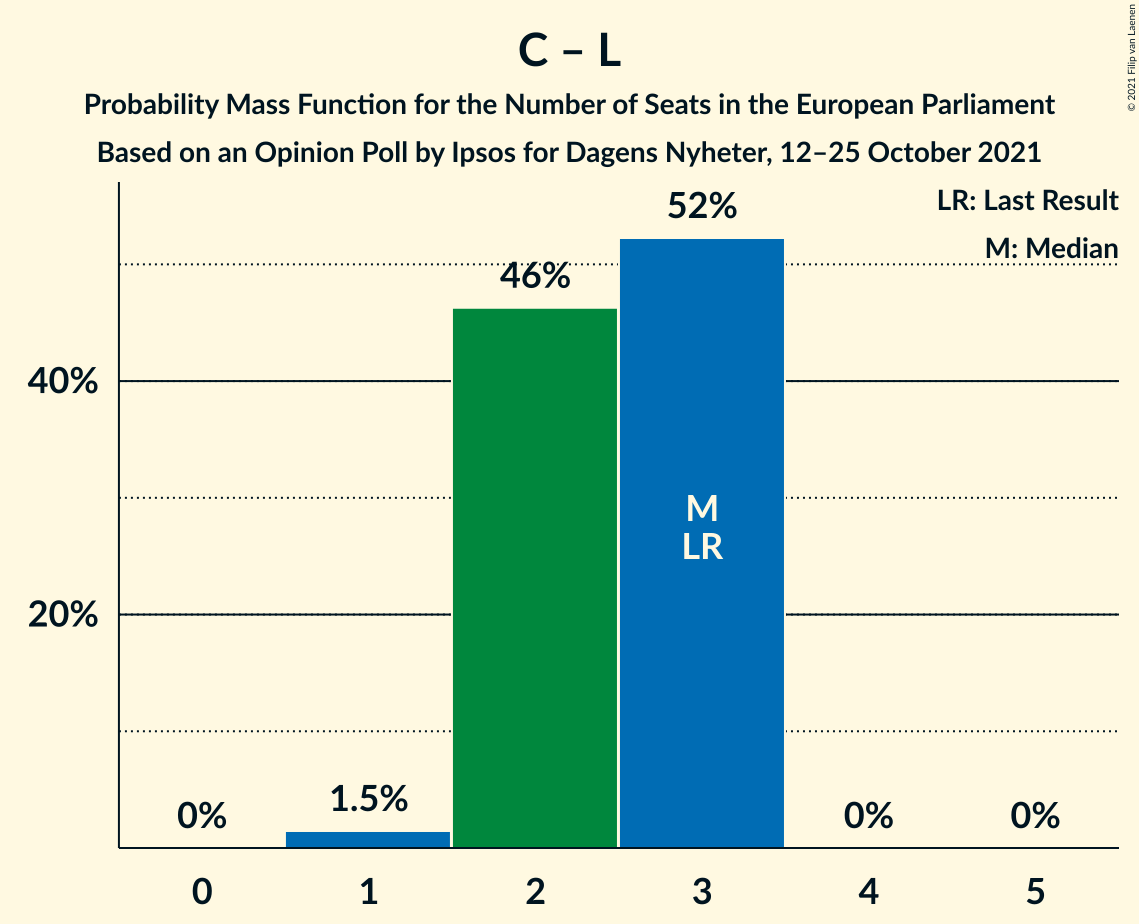 C – L
Probability Mass Function for the Number of Seats in the European Parliament
Based on an Opinion Poll by Ipsos for Dagens Nyheter, 12–25 October 2021
© 2021 Filip van Laenen
LR: Last Result
M: Median
52%
46%
40%
M
LR
20%
1.5%
0%
0%
0%
0 1 2 3 4 5